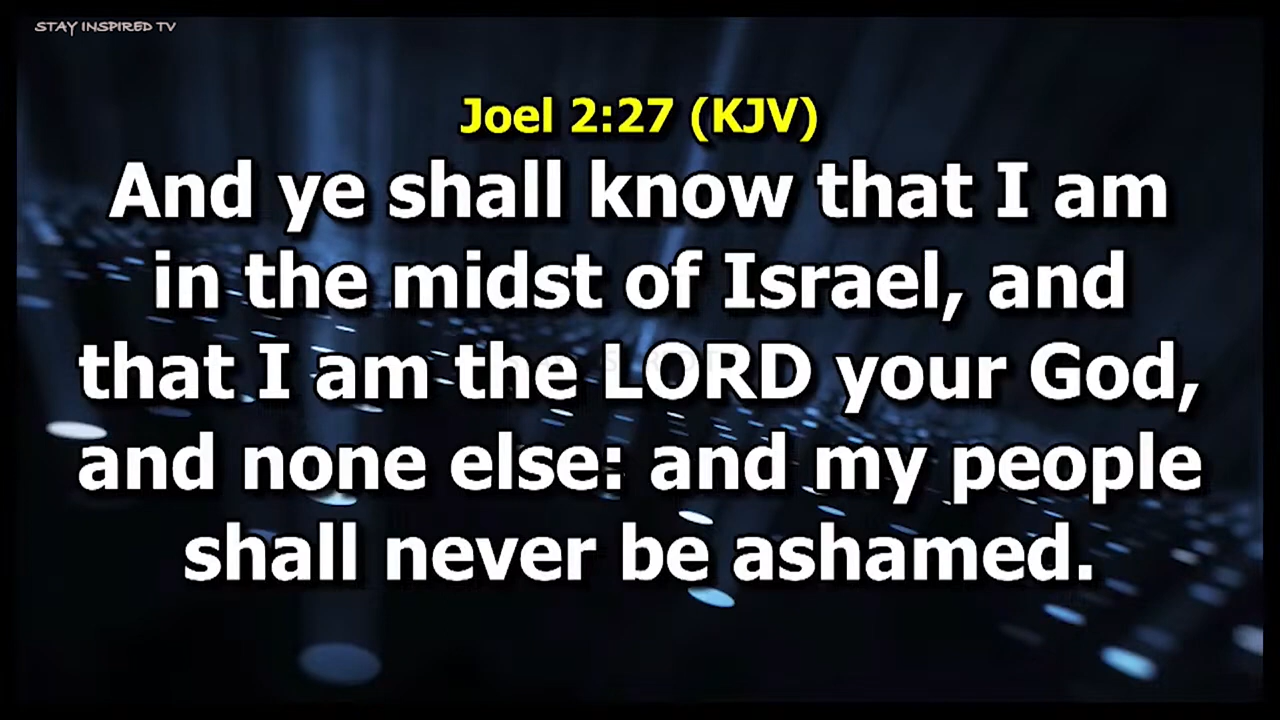 STAY INSPIRED TV
Joel 2:27 (KJV)
And ye shall know that I am
in the midst of Israel, and
that I am the LORD your God,
and none else: and my people
shall never be ashamed.